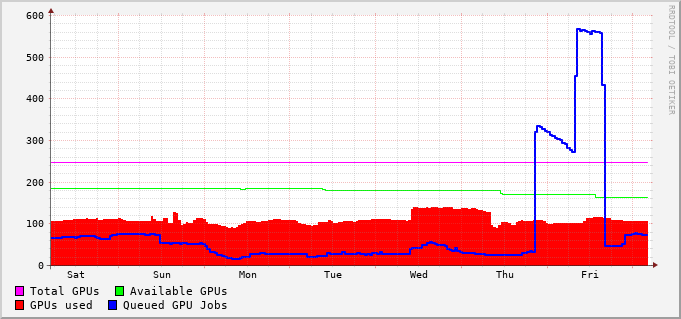 RRDTOOL / TOBI OETIKER
600
500
400
300
200
100
0
Sat Sun Mon Tue Wed Thu Fri
Total GPUs Available GPUs
GPUs used Queued GPU Jobs